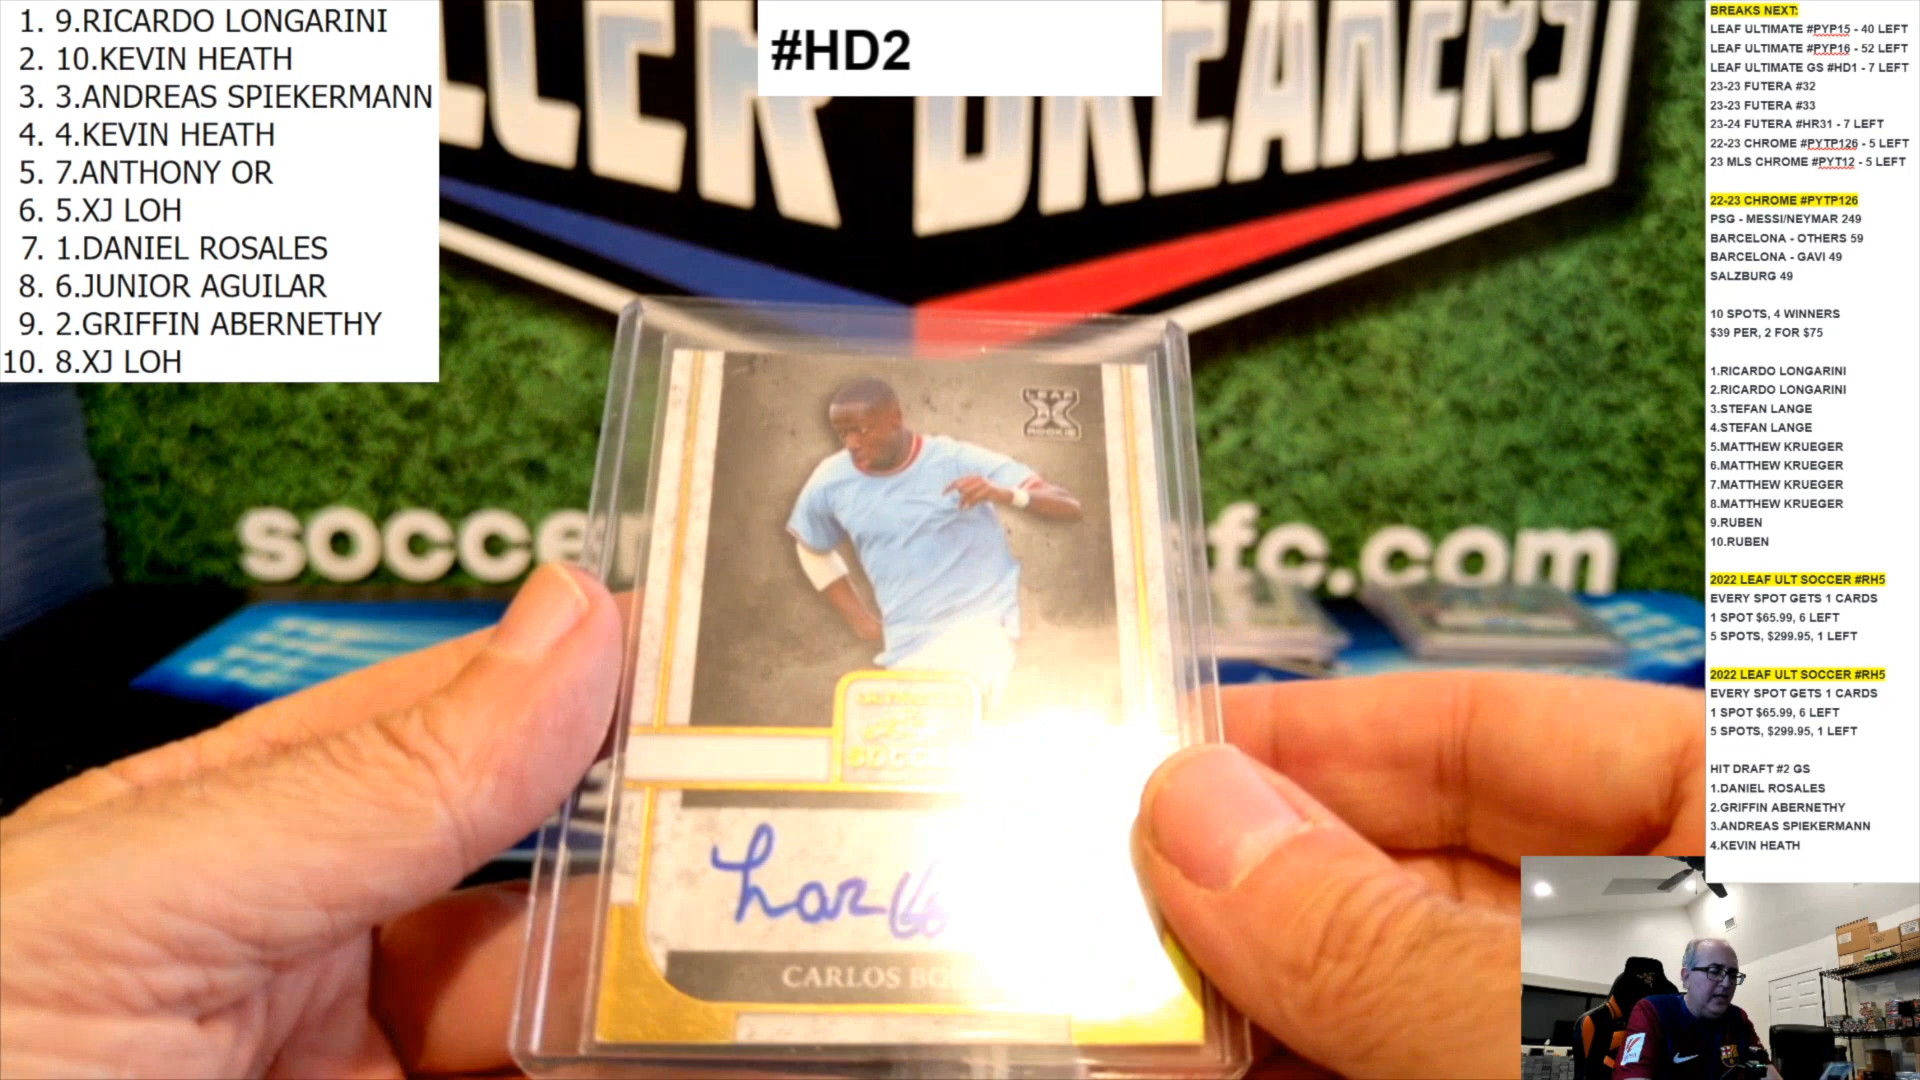 1. 9.RICARDO LONGARINI
2. 10.KEVIN HEATH
3. 3.ANDREAS SPIEKERMANN
4. 4.KEVIN HEATH
5. 7.ANTHONY OR
6. 5.XJ LOH
7. 1.DANIEL ROSALES
8. 6.JUNIOR AGUILAR
9. 2.GRIFFIN ABERNETHY
10. 8.XJ LOH
#HD2
BREAKERS
soccer
fc.com
LEAF
ROOKIE
SOCCER
CARLOS
BREAKS NEXT:
LEAF ULTIMATE #PYP15 - 40 LEFT
LEAF ULTIMATE #PYP16 - 52 LEFT
LEAF ULTIMATE GS #HD1 - 7 LEFT
23-23 FUTERA #32
23-23 FUTERA #33
23-24 FUTERA #HR31 - 7 LEFT
22-23 CHROME #PYTP126 - 5 LEFT
23 MLS CHROME #PYT12 - 5 LEFT
22-23 CHROME #PYTP126
PSG - MESSI/NEYMAR 249
BARCELONA - OTHERS 59
BARCELONA - GAVI 49
SALZBURG 49
10 SPOTS, 4 WINNERS
$39 PER, 2 FOR $75
1.RICARDO LONGARINI
2.RICARDO LONGARINI
3.STEFAN LANGE
4.STEFAN LANGE
5.MATTHEW KRUEGER
6.MATTHEW KRUEGER
7.MATTHEW KRUEGER
8.MATTHEW KRUEGER
9.RUBEN
10.RUBEN
2022 LEAF ULT SOCCER #RH5
EVERY SPOT GETS 1 CARDS
1 SPOT $65.99, 6 LEFT
5 SPOTS, $299.95, 1 LEFT
2022 LEAF ULT SOCCER #RH5
EVERY SPOT GETS 1 CARDS
1 SPOT $65.99, 6 LEFT
5 SPOTS, $299.95, 1 LEFT
HIT DRAFT #2 GS
1.DANIEL ROSALES
2.GRIFFIN ABERNETHY
3.ANDREAS SPIEKERMANN
4.KEVIN HEATH